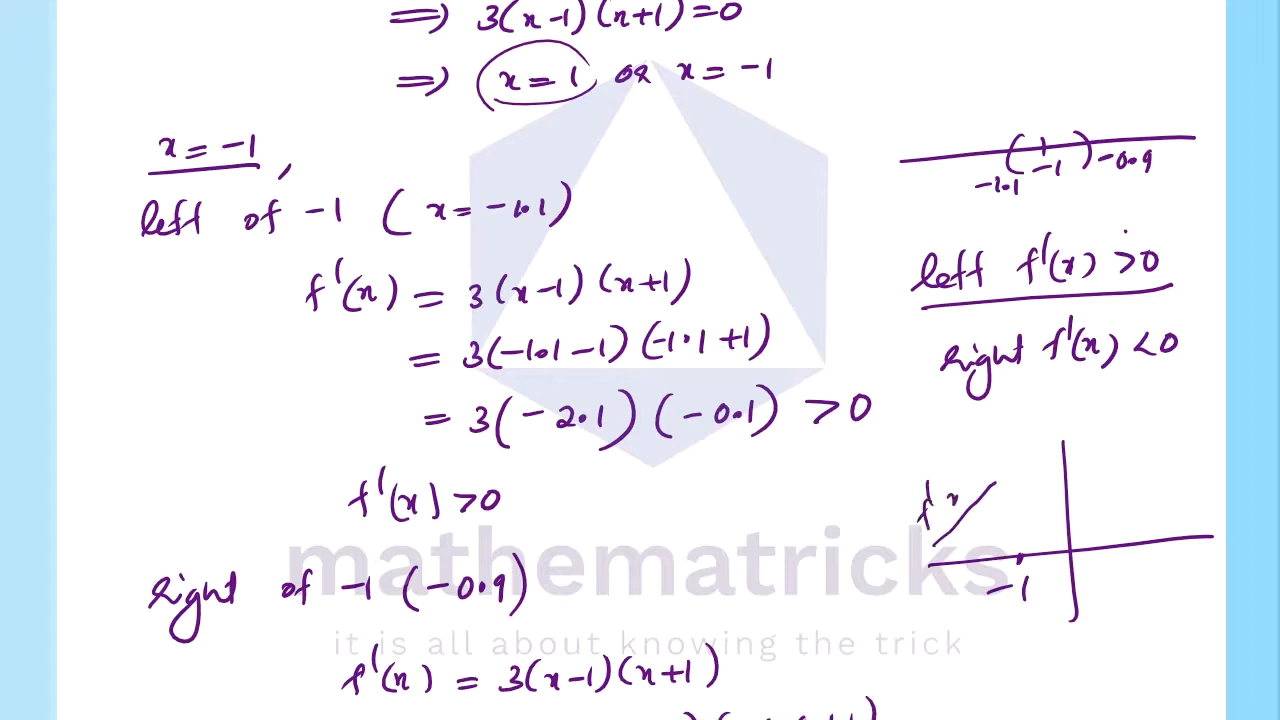 ⟹ 3(x-1)(x+1)=0
⟹ x=1 or x=-1
x=-1,
left of -1 (x=-1.1)
f'(x) = 3(x-1)(x+1)
= 3(-1.1-1)(-1.1+1)
= 3(-2.1)(-0.1) >0
f'(x) >0
right of -1 (-0.9)
f'(x) = 3(x-1)(x+1)
-1.1 -1 -0.9
left f'(x) >0
right f'(x) <0
f' x
-1
mathematricks
it is all about knowing the trick